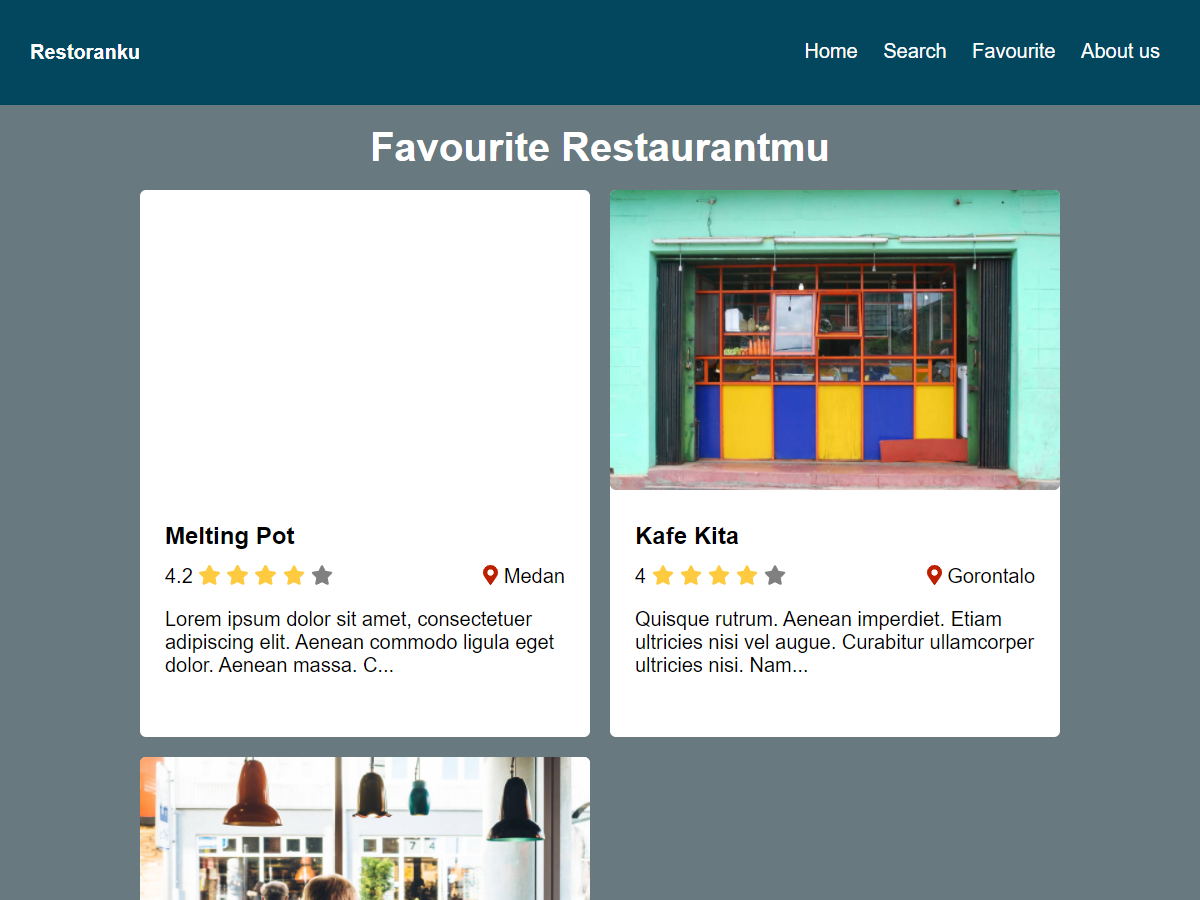 Restoranku
Home Search Favourite About us
Favourite Restaurantmu
Melting Pot
4.2
Medan
Lorem ipsum dolor sit amet, consectetuer
adipiscing elit. Aenean commodo ligula eget
dolor. Aenean massa. C...
Kafe Kita
4
Gorontalo
Quisque rutrum. Aenean imperdiet. Etiam
ultricies nisi vel augue. Curabitur ullamcorper
ultricies nisi. Nam...
7 4